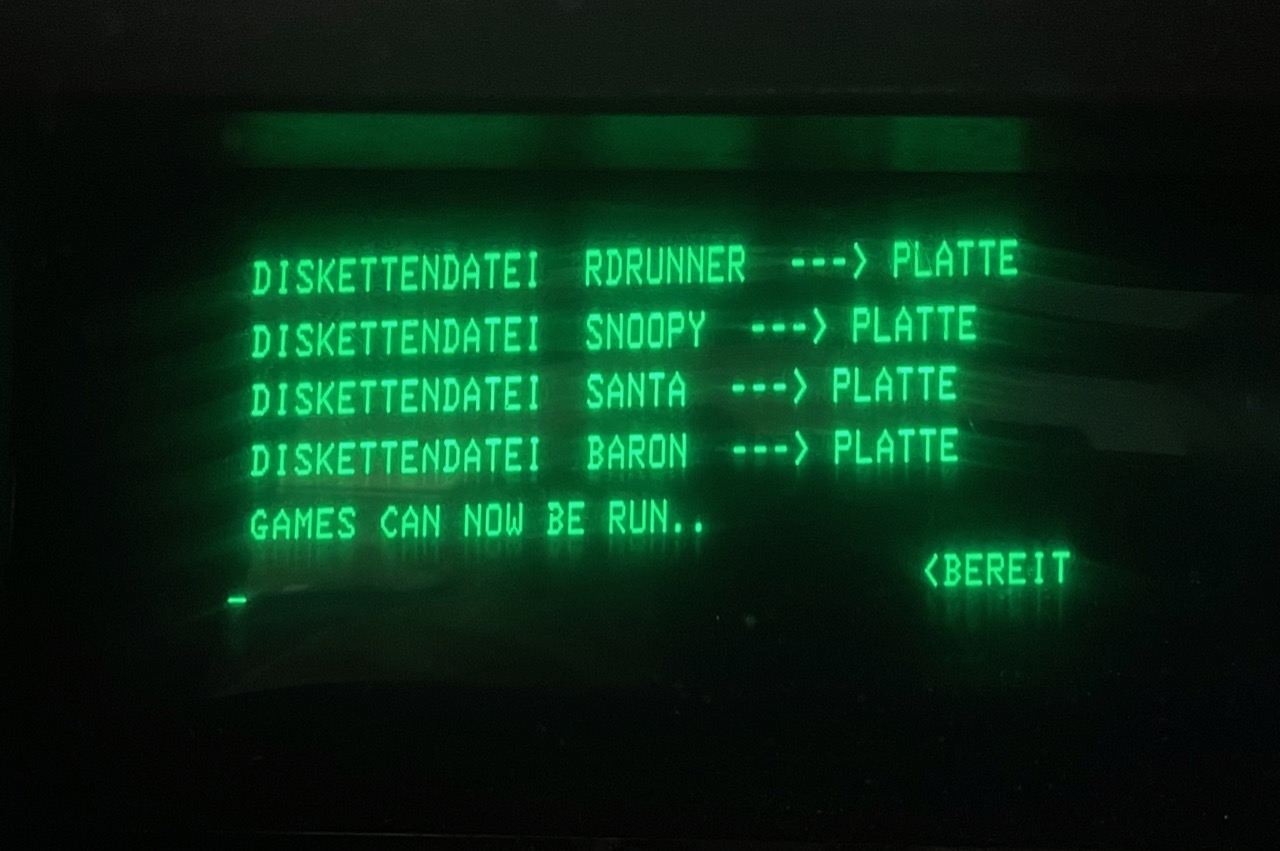 DISKETTENDATEI RDRUNNER ---> PLATTE
DISKETTENDATEI SNOOPY ---> PLATTE
DISKETTENDATEI SANTA ---> PLATTE
DISKETTENDATEI BARON ---> PLATTE
GAMES CAN NOW BE RUN..
<BEREIT
_